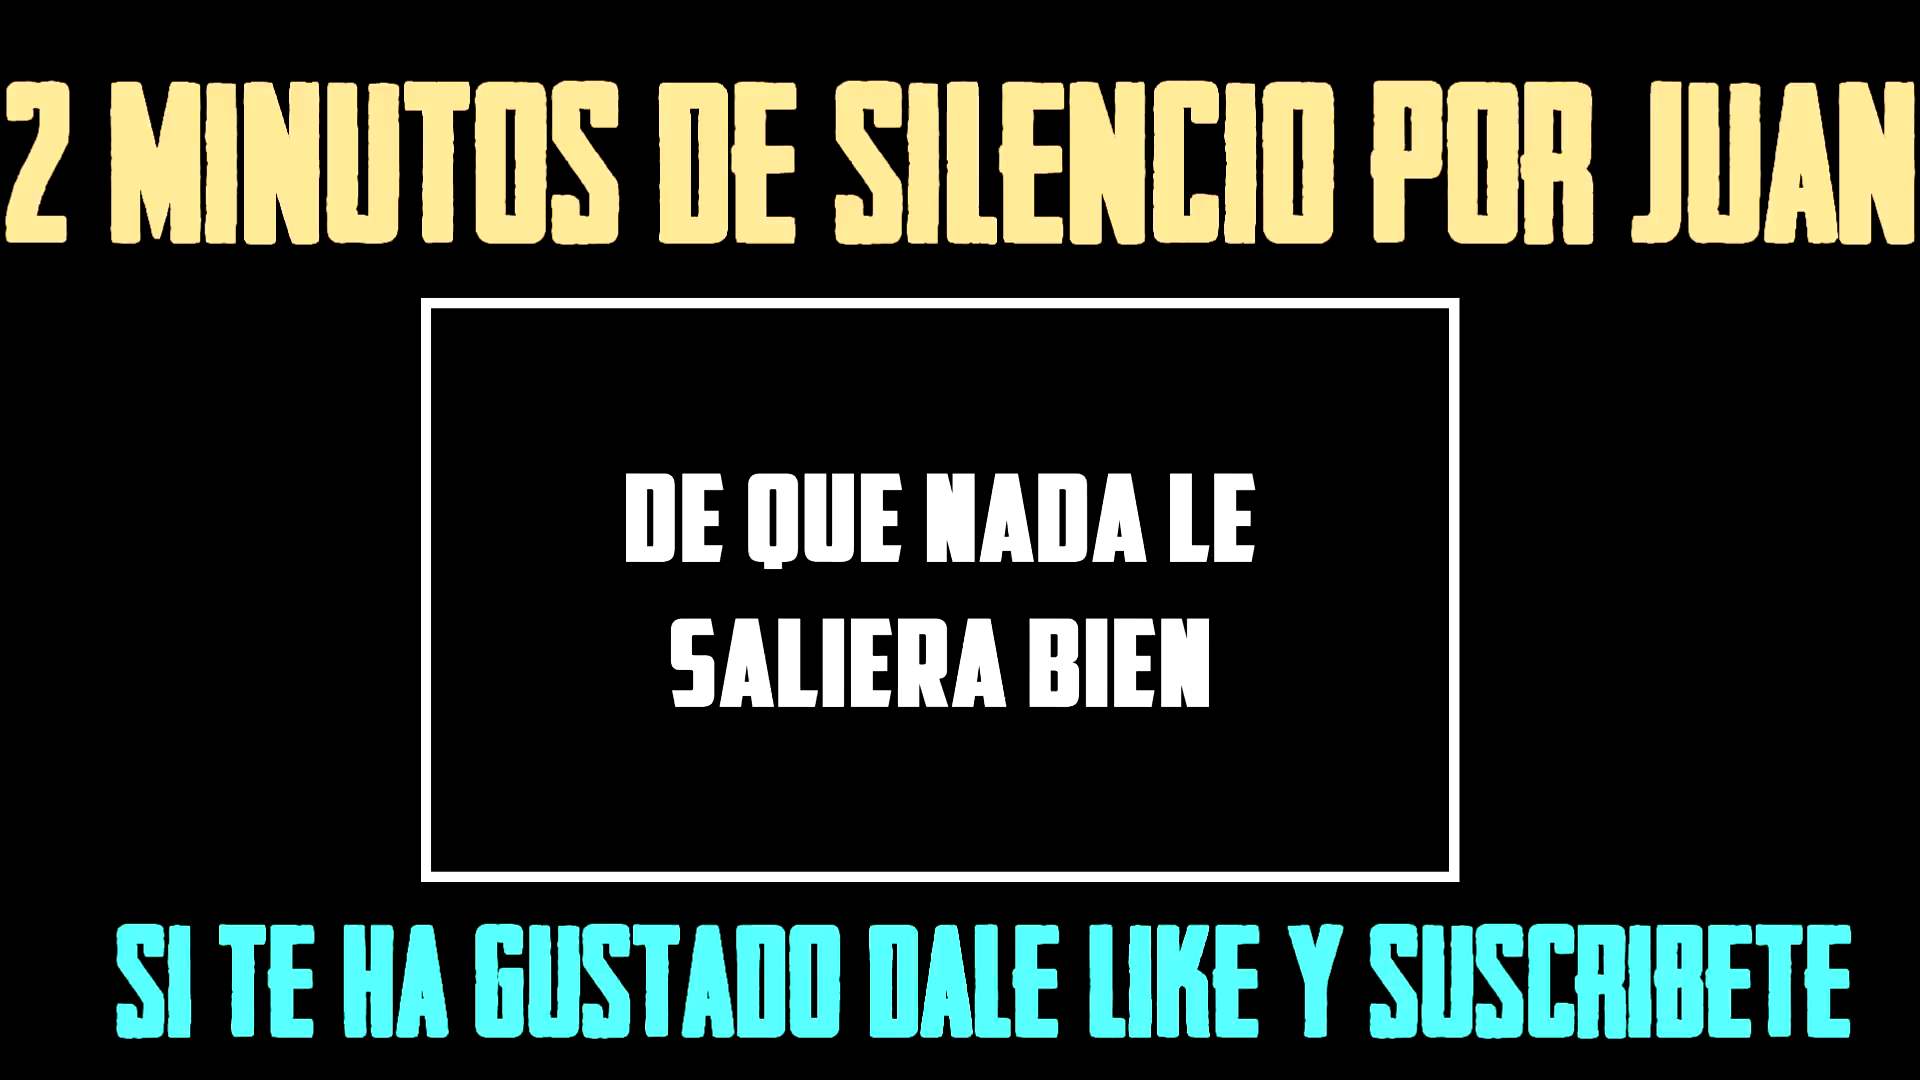 2 MINUTOS DE SILENCIO POR JUAN
DE QUE NADA LE
SALIERA BIEN
SI TE HA GUSTADO DALE LIKE Y SUSCRIBETE